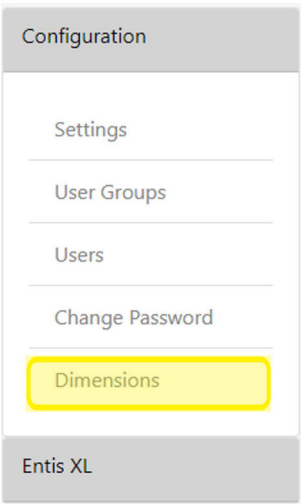 Configuration
Settings
User Groups
Users
Change Password
Dimensions
Entis XL